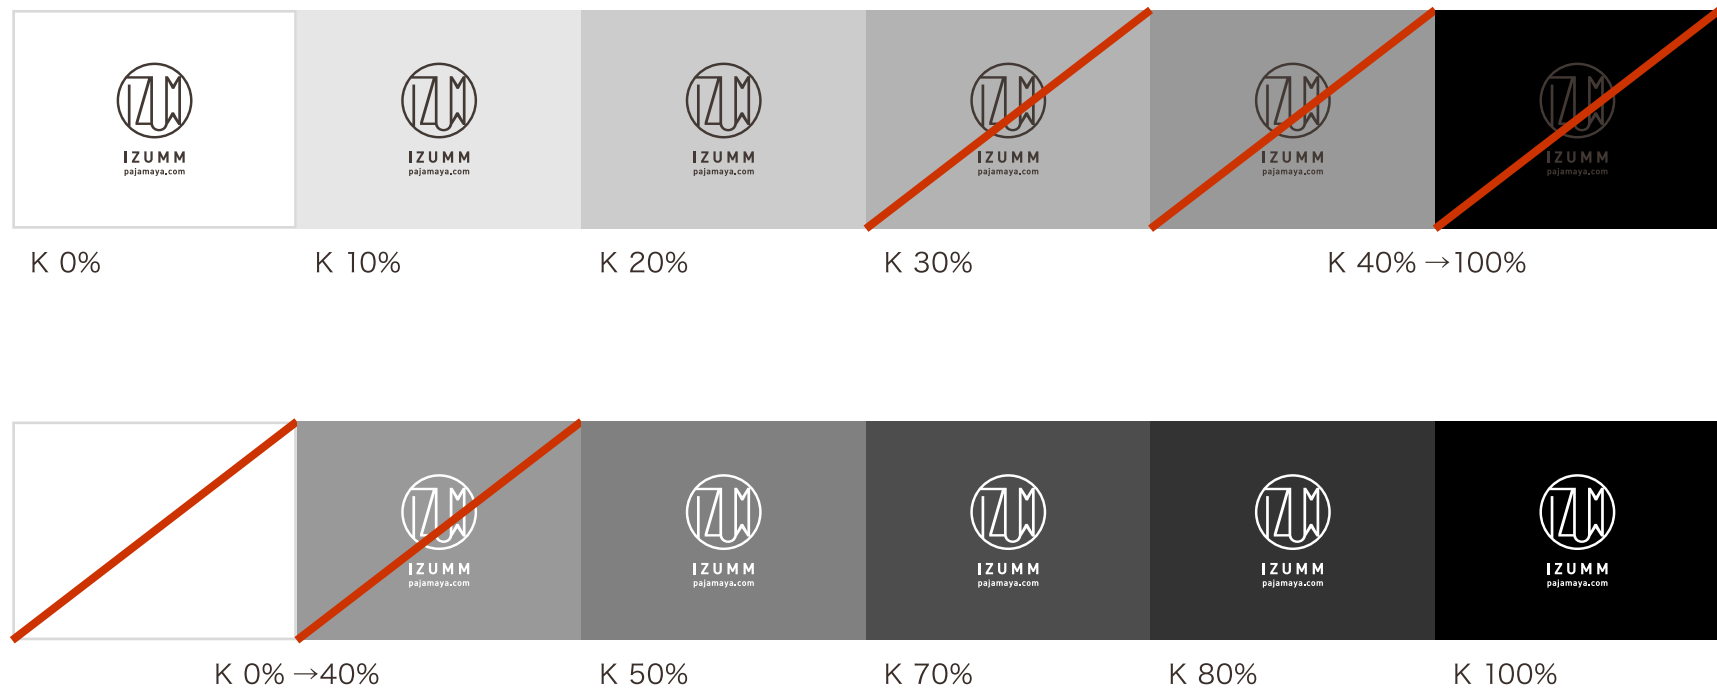 IZUMM
pajamaya.com
IZUMM
pajamaya.com
IZUMM
pajamaya.com
IZUMM
pajamaya.com
IZUMM
pajamaya.com
IZUMM
pajamaya.com
K 0%
K 10%
K 20%
K 30%
K 40% →100%
IZUMM
pajamaya.com
IZUMM
pajamaya.com
IZUMM
pajamaya.com
IZUMM
pajamaya.com
IZUMM
pajamaya.com
K 0% →40%
K 50%
K 70%
K 80%
K 100%